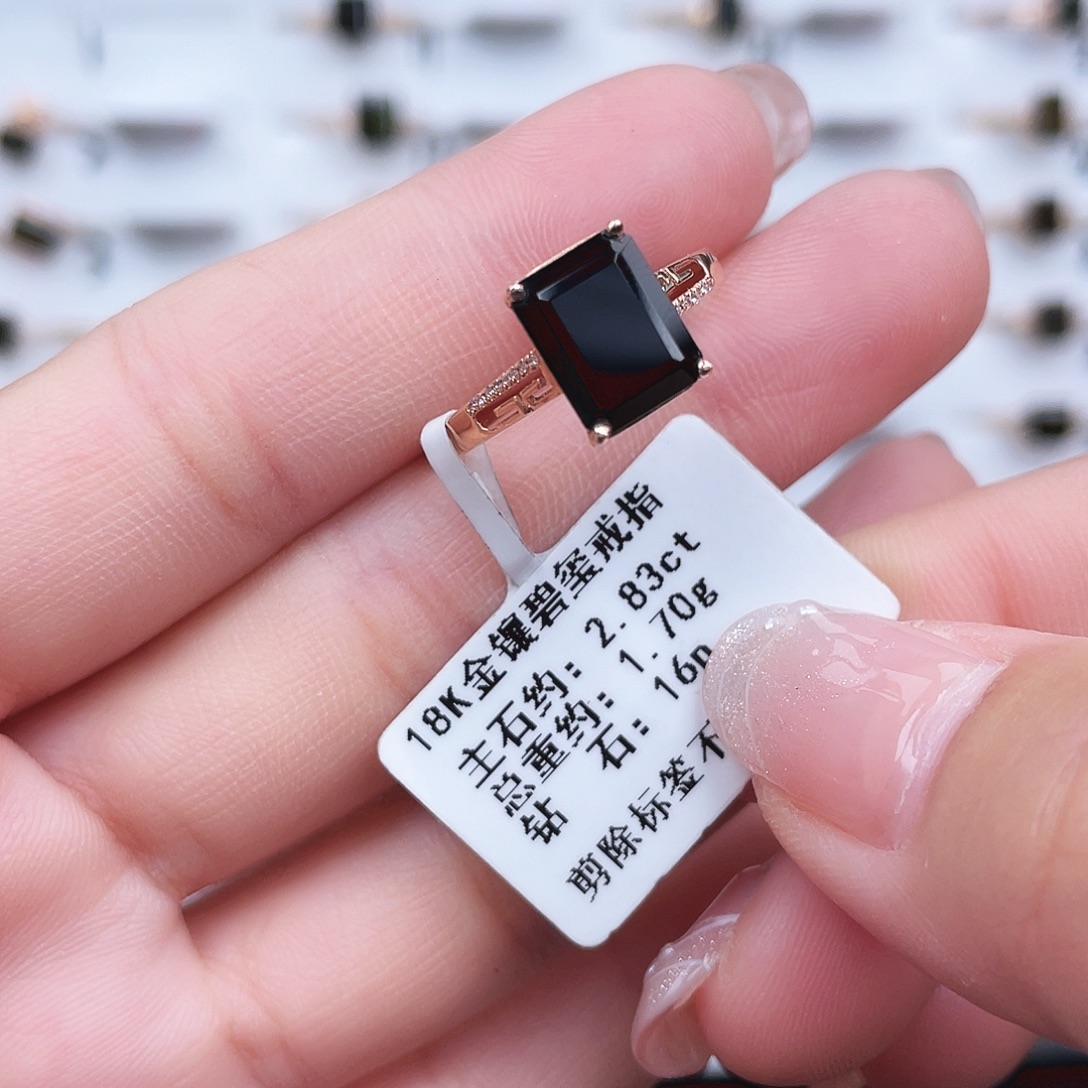 18K金镶碧玺戒指
主石约: 2.83ct
总重约: 1.70g
钻 石: 16p
剪除标签不